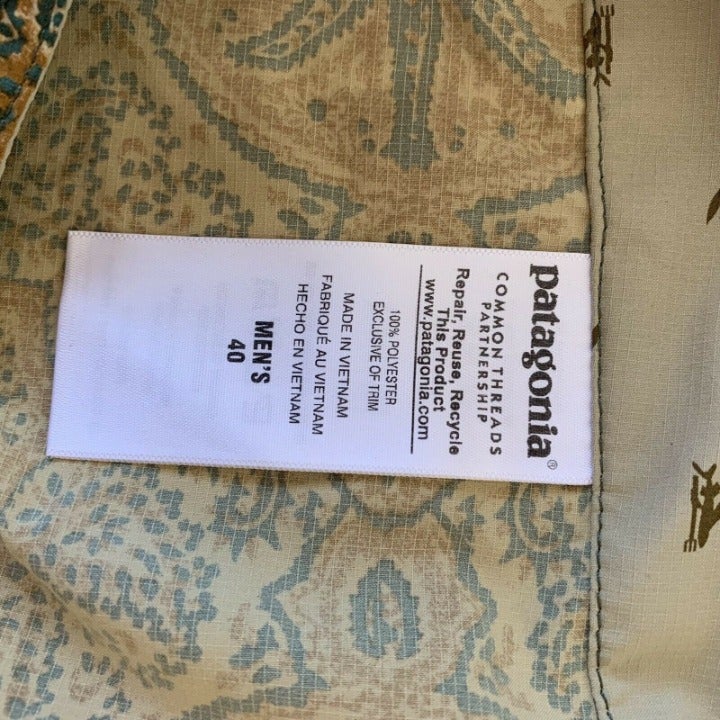 patagonia®
COMMON THREADS
PARTNERSHIP
Repair, Reuse, Recycle
This Product
www.patagonia.com
100% POLYESTER
EXCLUSIVE OF TRIM
MADE IN VIETNAM
FABRIQUÉ AU VIETNAM
HECHO EN VIETNAM
MEN'S
40